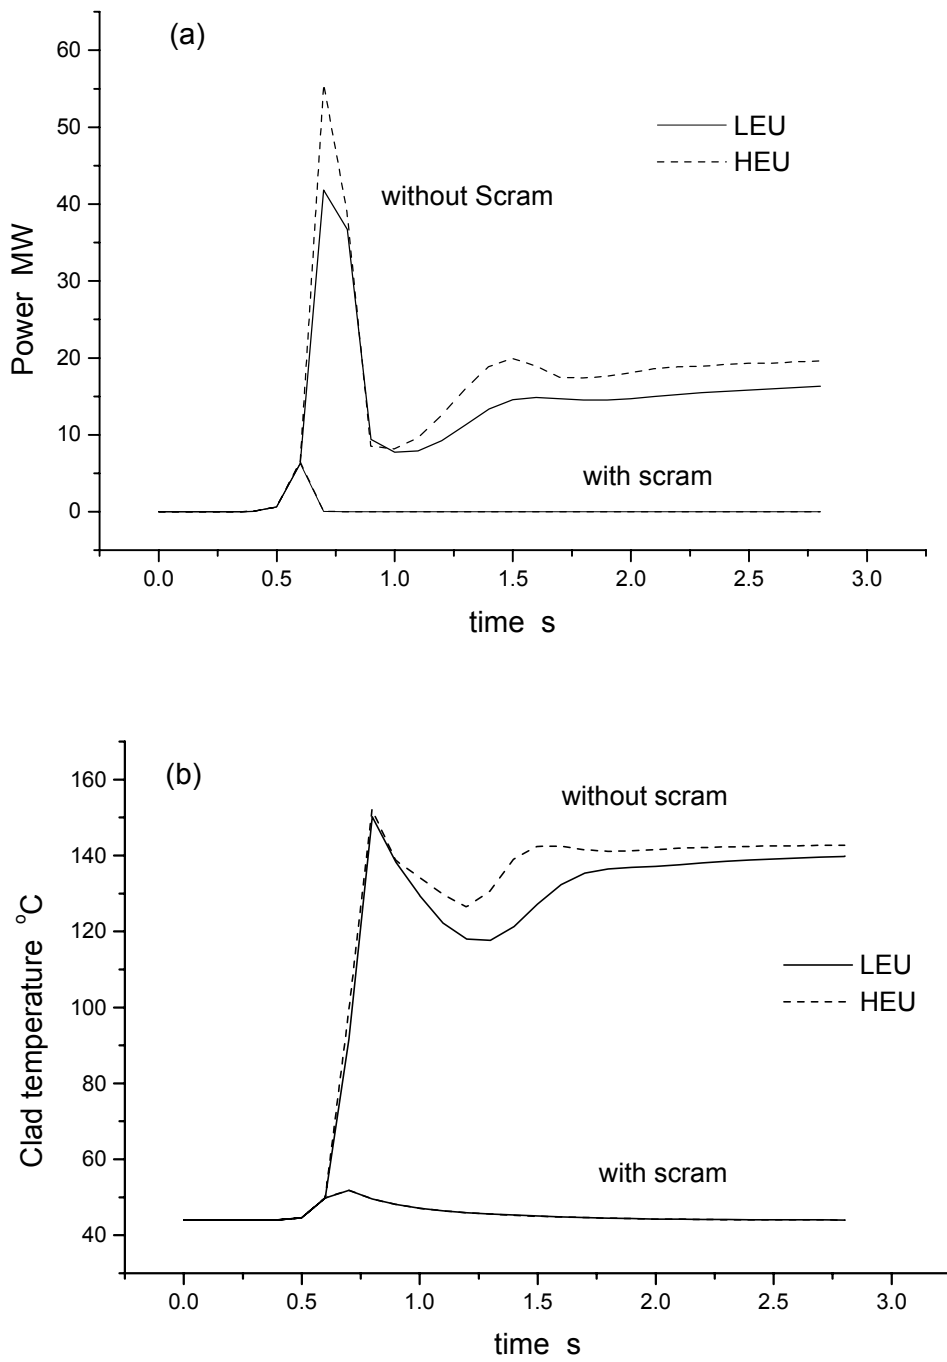 (a)
60
50
40
30
20
10
0
Power MW
LEU
HEU
without Scram
with scram
0.0 0.5 1.0 1.5 2.0 2.5 3.0
time s
(b)
160
140
120
100
80
60
40
Clad temperature °C
without scram
LEU
HEU
with scram
0.0 0.5 1.0 1.5 2.0 2.5 3.0
time s